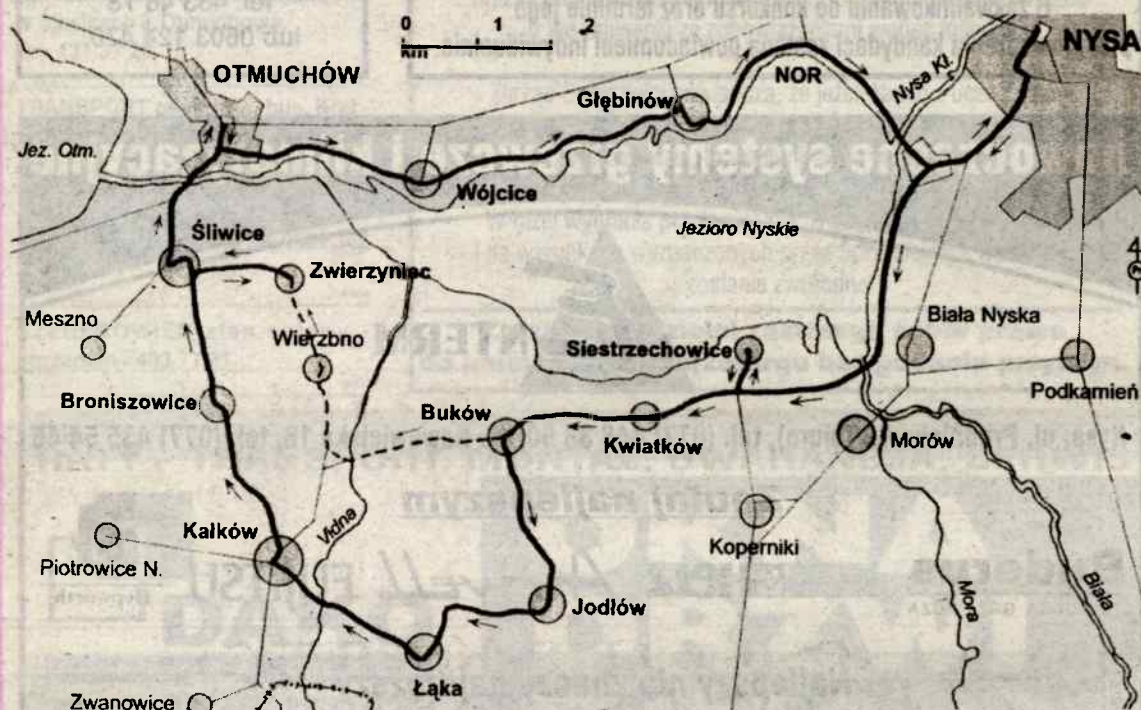 0 1 2
km
NYSA
OTMUCHÓW
NOR
Nysa Kł.
Głębinów
Jez. Otm.
Wójcice
Śliwice
Jezioro Nyskie
Zwierzyniec
Meszno
Wierzbno
Siestrzechowice
Biała Nyska
Podkamień
Broniszowice
Buków
Kwiatków
Morów
Kałków
Vidna
Koperniki
Piotrowice N.
Jodłów
Mora
Biała
Łąka
Zwanowice